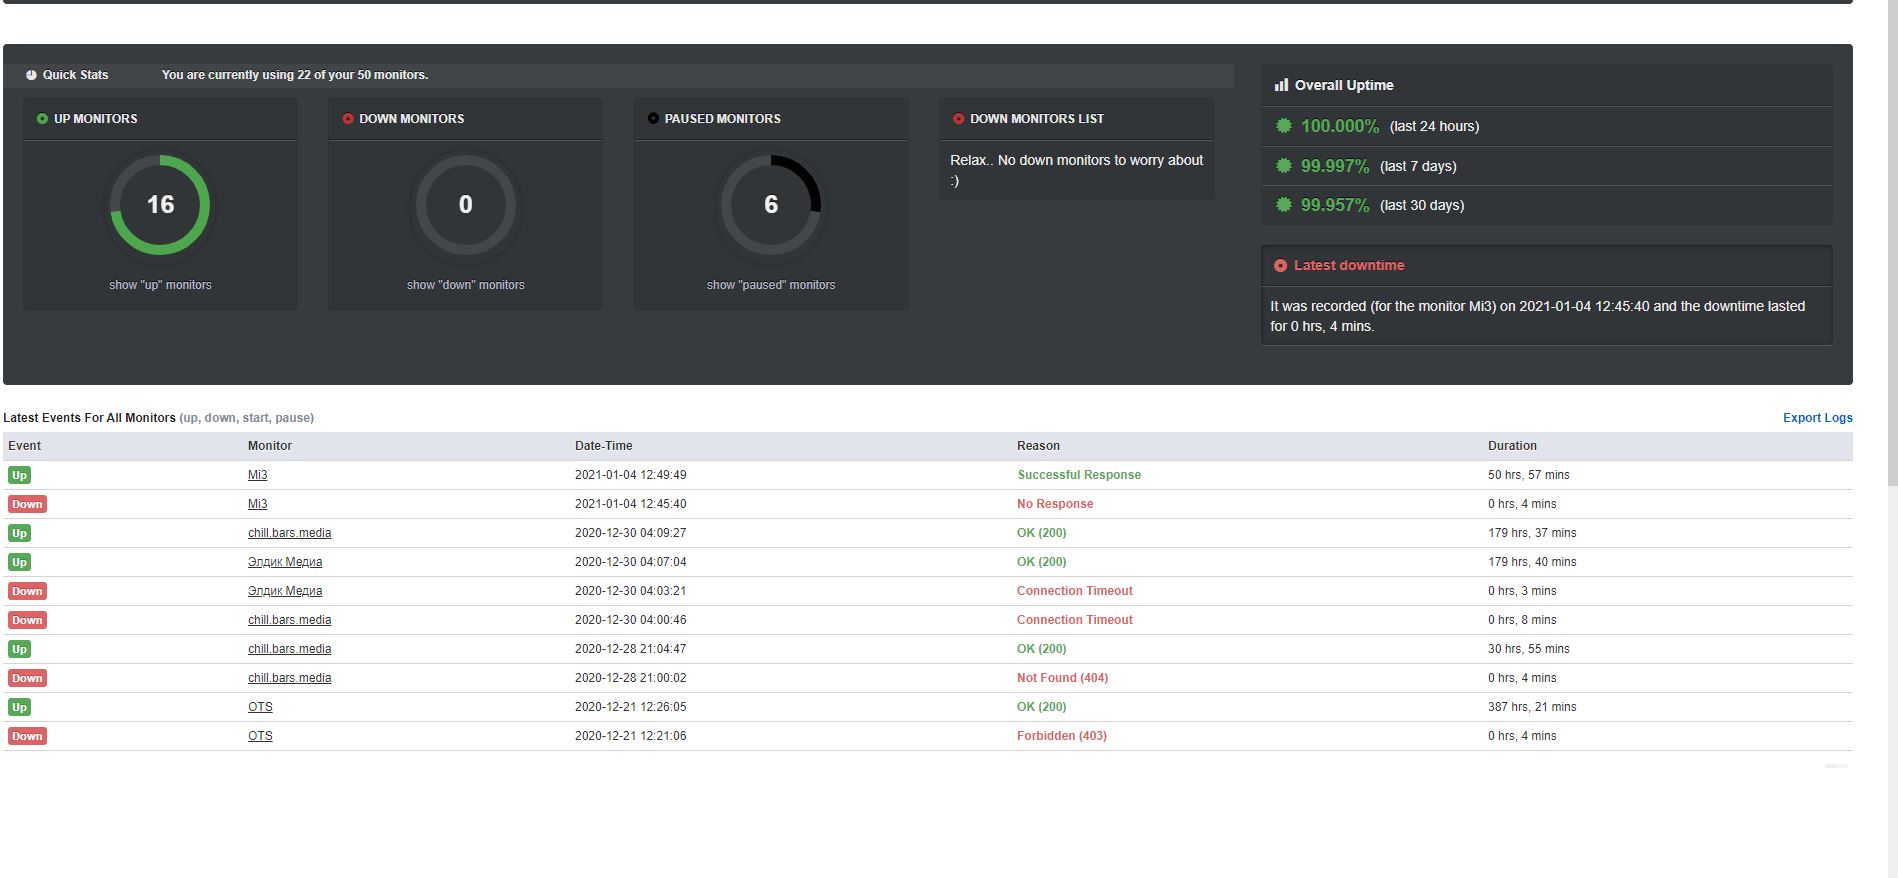 Quick Stats You are currently using 22 of your 50 monitors.
UP MONITORS
16
show "up" monitors
DOWN MONITORS
0
show "down" monitors
PAUSED MONITORS
6
show "paused" monitors
DOWN MONITORS LIST
Relax.. No down monitors to worry about
:)
Overall Uptime
100.000% (last 24 hours)
99.997% (last 7 days)
99.957% (last 30 days)
Latest downtime
It was recorded (for the monitor Mi3) on 2021-01-04 12:45:40 and the downtime lasted
for 0 hrs, 4 mins.
Latest Events For All Monitors (up, down, start, pause) Export Logs
Event Monitor Date-Time Reason Duration
Up Mi3 2021-01-04 12:49:49 Successful Response 50 hrs, 57 mins
Down Mi3 2021-01-04 12:45:40 No Response 0 hrs, 4 mins
Up chill.bars.media 2020-12-30 04:09:27 OK (200) 179 hrs, 37 mins
Up Элдик Медиа 2020-12-30 04:07:04 OK (200) 179 hrs, 40 mins
Down Элдик Медиа 2020-12-30 04:03:21 Connection Timeout 0 hrs, 3 mins
Down chill.bars.media 2020-12-30 04:00:46 Connection Timeout 0 hrs, 8 mins
Up chill.bars.media 2020-12-28 21:04:47 OK (200) 30 hrs, 55 mins
Down chill.bars.media 2020-12-28 21:00:02 Not Found (404) 0 hrs, 4 mins
Up OTS 2020-12-21 12:26:05 OK (200) 387 hrs, 21 mins
Down OTS 2020-12-21 12:21:06 Forbidden (403) 0 hrs, 4 mins